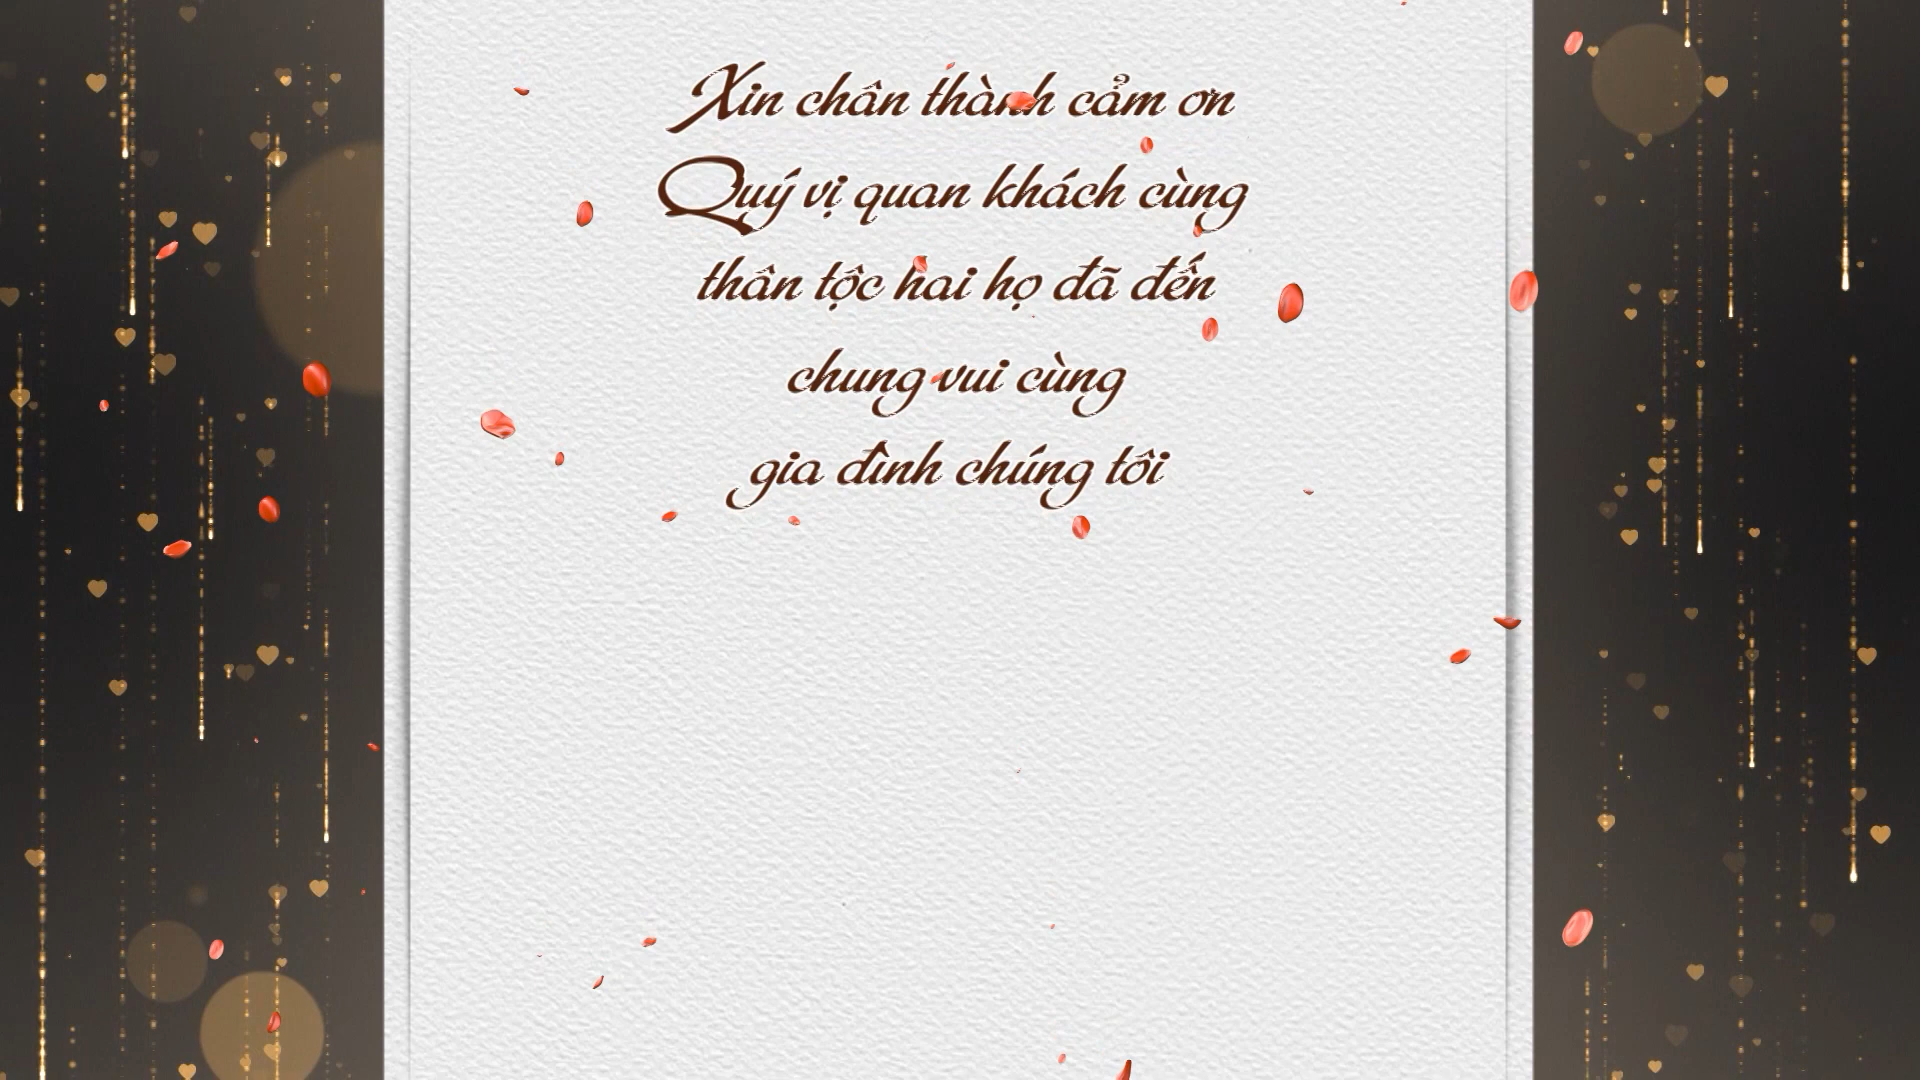 Xin chân thành cảm ơn
Quý vị quan khách cùng
thân tộc hai họ đã đến
chung vui cùng
gia đình chúng tôi